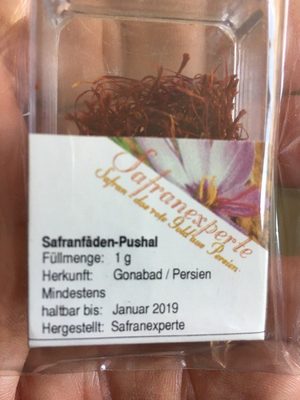 Safranexperte
Safran / das rote Gold aus Persien
Safranfäden-Pushal
Füllmenge: 1 g
Herkunft: Gonabad / Persien
Mindestens
haltbar bis: Januar 2019
Hergestellt: Safranexperte